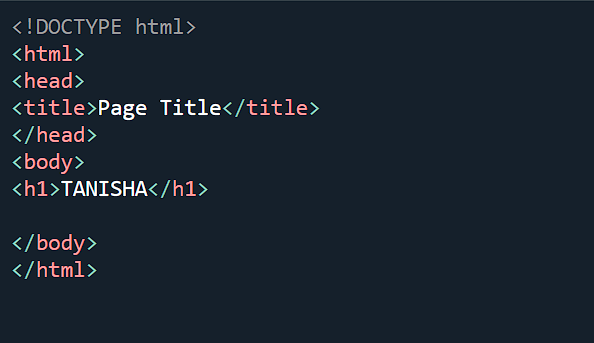 <!DOCTYPE html>
<html>
<head>
<title>Page Title</title>
</head>
<body>
<h1>TANISHA</h1>
</body>
</html>